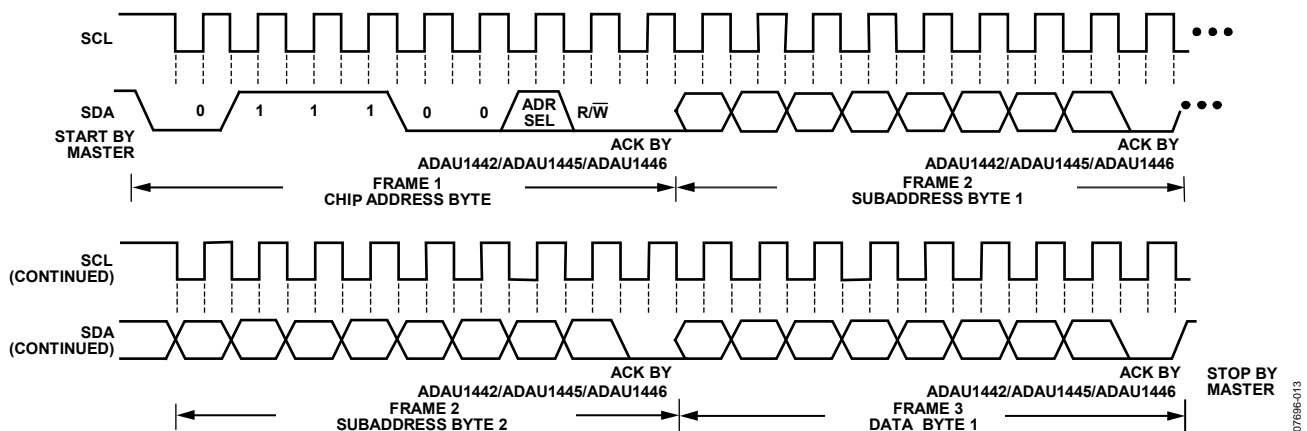 SCL
SDA
0 1 1 1 0 0 ADR SEL R/W
START BY
MASTER
ACK BY
ADAU1442/ADAU1445/ADAU1446
ACK BY
ADAU1442/ADAU1445/ADAU1446
FRAME 1
CHIP ADDRESS BYTE
FRAME 2
SUBADDRESS BYTE 1
SCL
(CONTINUED)
SDA
(CONTINUED)
ACK BY
ADAU1442/ADAU1445/ADAU1446
ACK BY
ADAU1442/ADAU1445/ADAU1446
STOP BY
MASTER
FRAME 2
SUBADDRESS BYTE 2
FRAME 3
DATA BYTE 1
07696-013